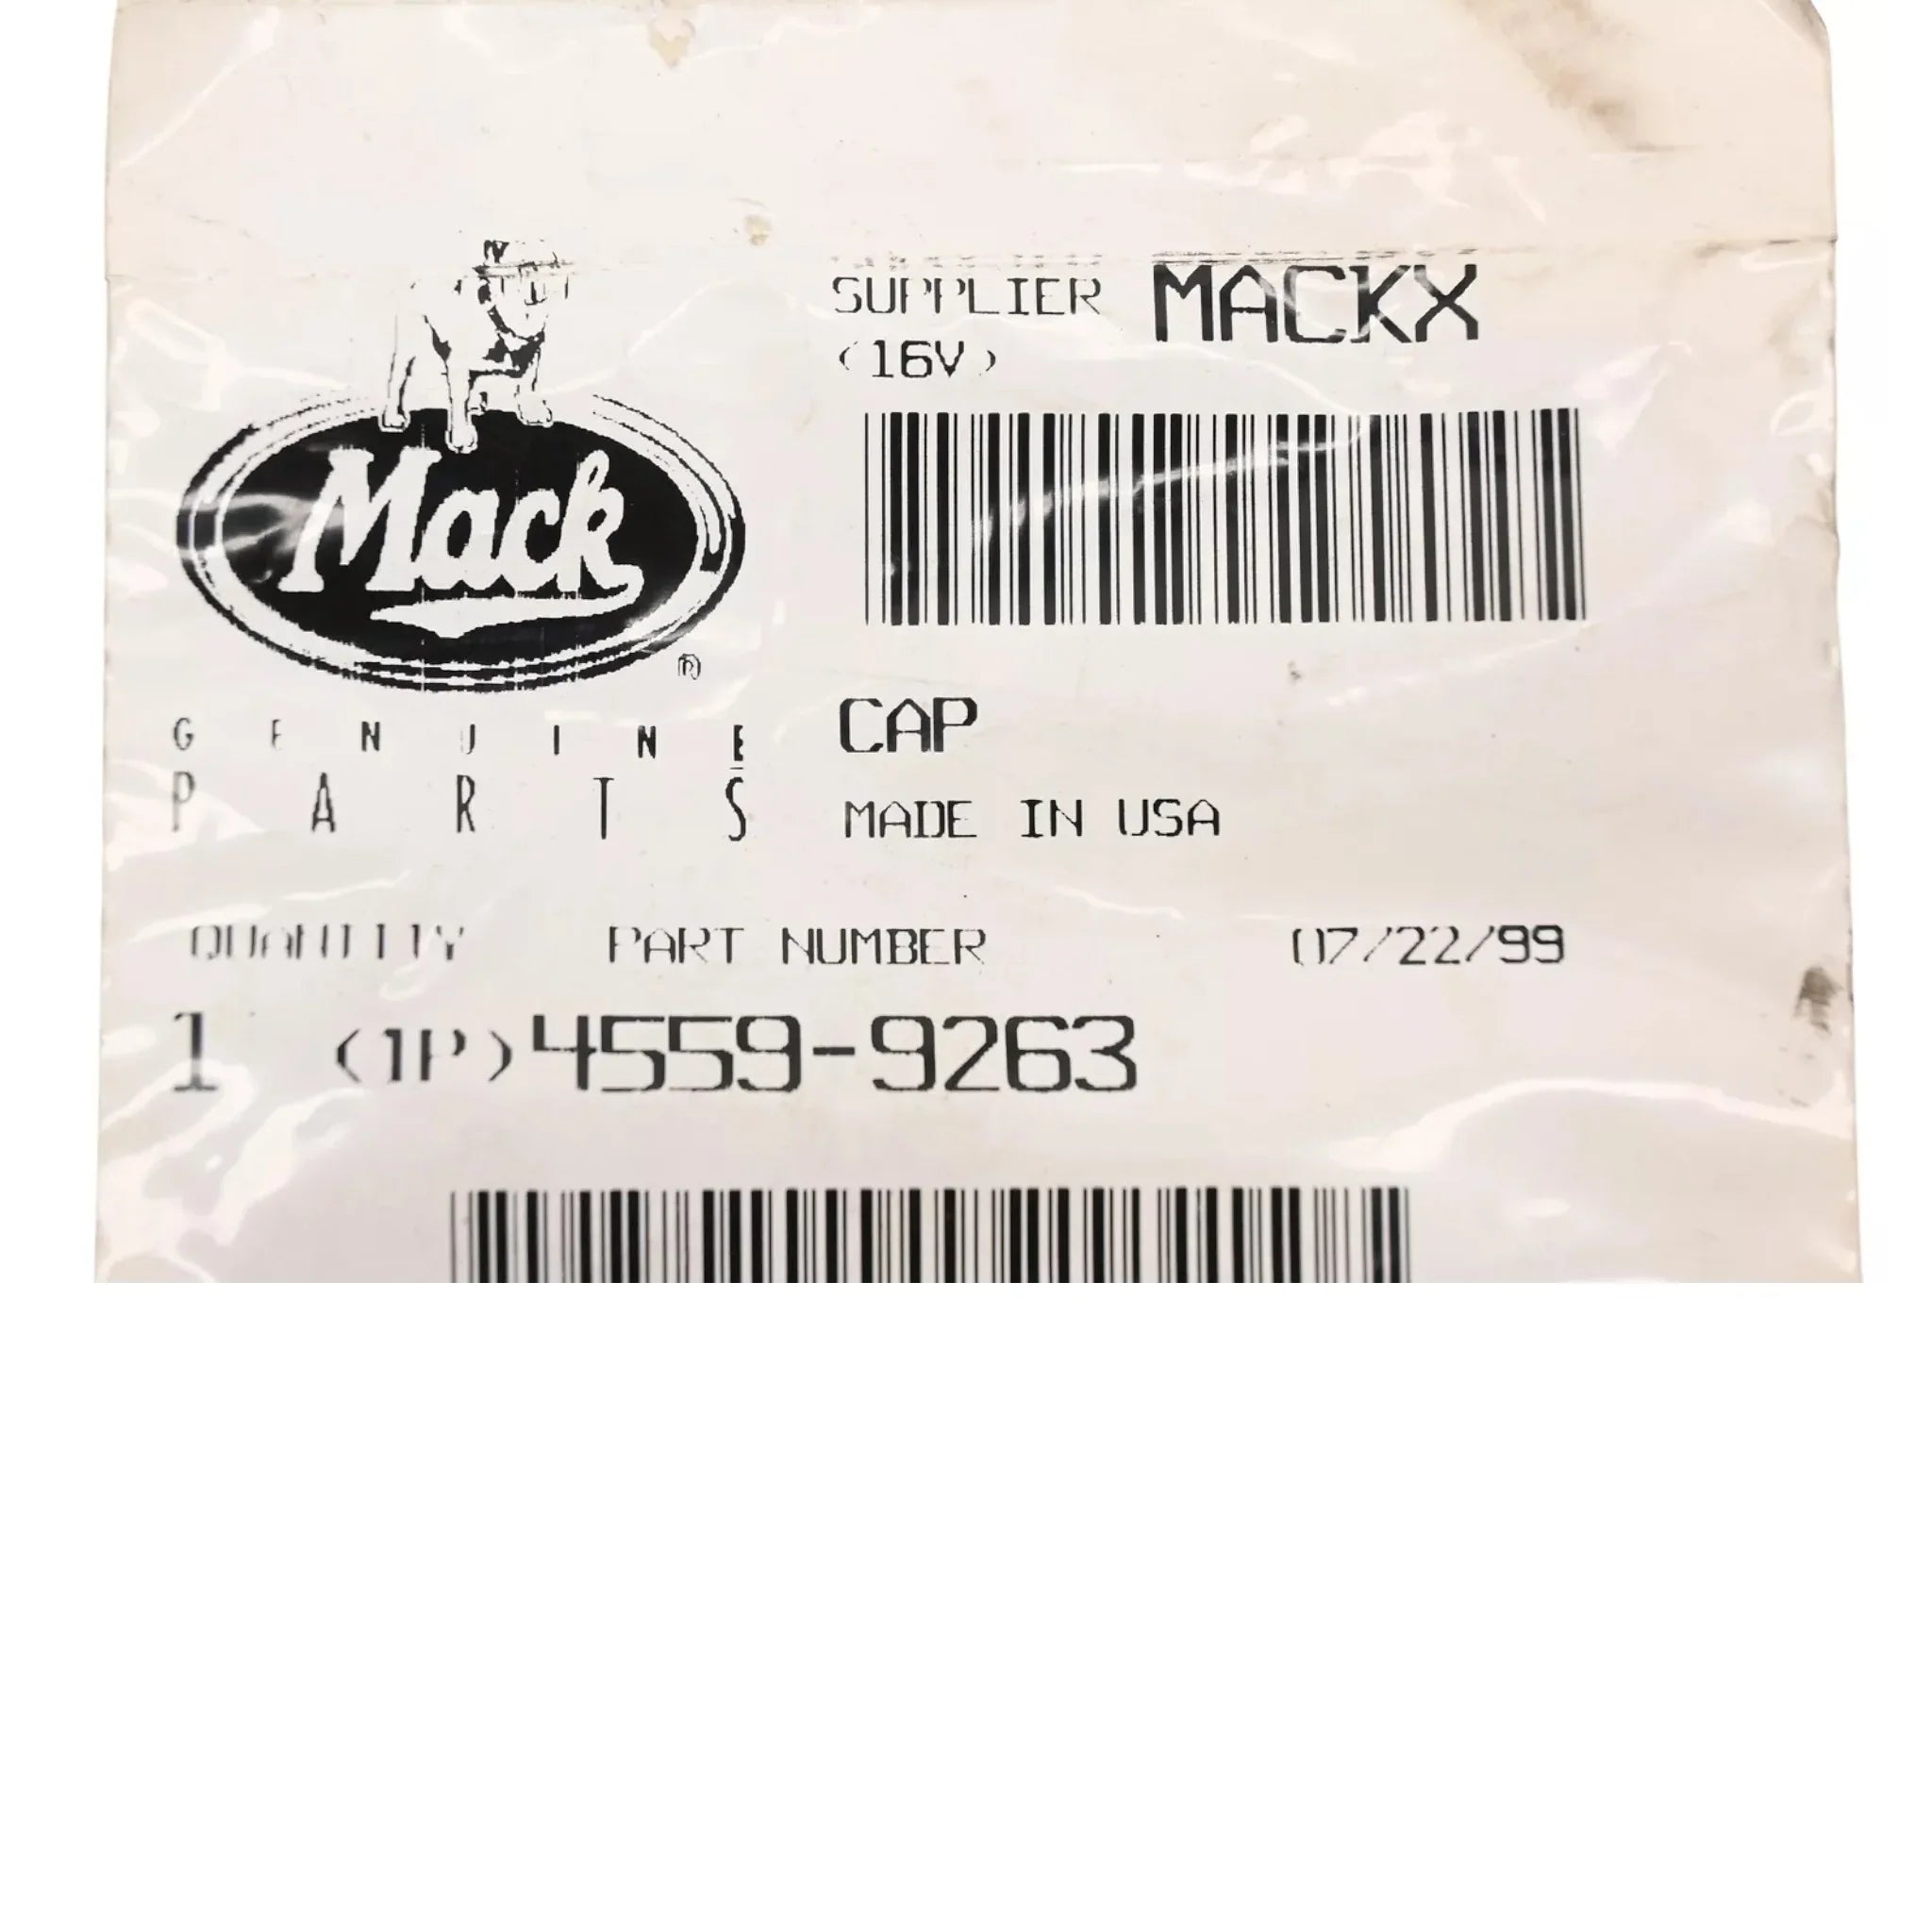 SUPPLIER MACKX
(16V)
Mack
®
GENUINE
PARTS
CAP
MADE IN USA
QUANTITY PART NUMBER 07/22/99
1 (1P)4559-9263